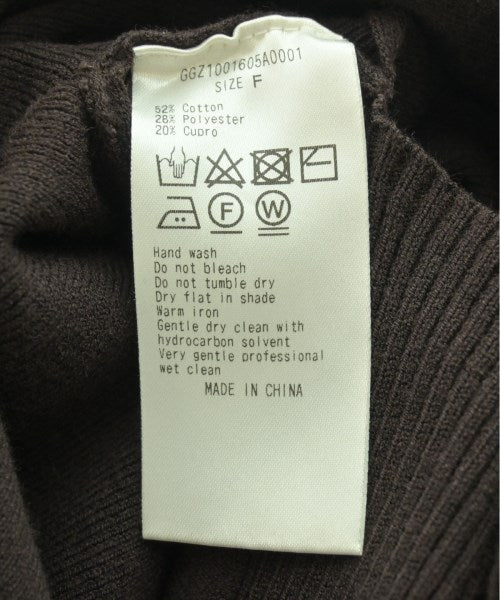 GGZ1001605A0001
SIZE F
52% Cotton
28% Polyester
20% Cupro
F W
Hand wash
Do not bleach
Do not tumble dry
Dry flat in shade
Warm iron
Gentle dry clean with
hydrocarbon solvent
Very gentle professional
wet clean
MADE IN CHINA